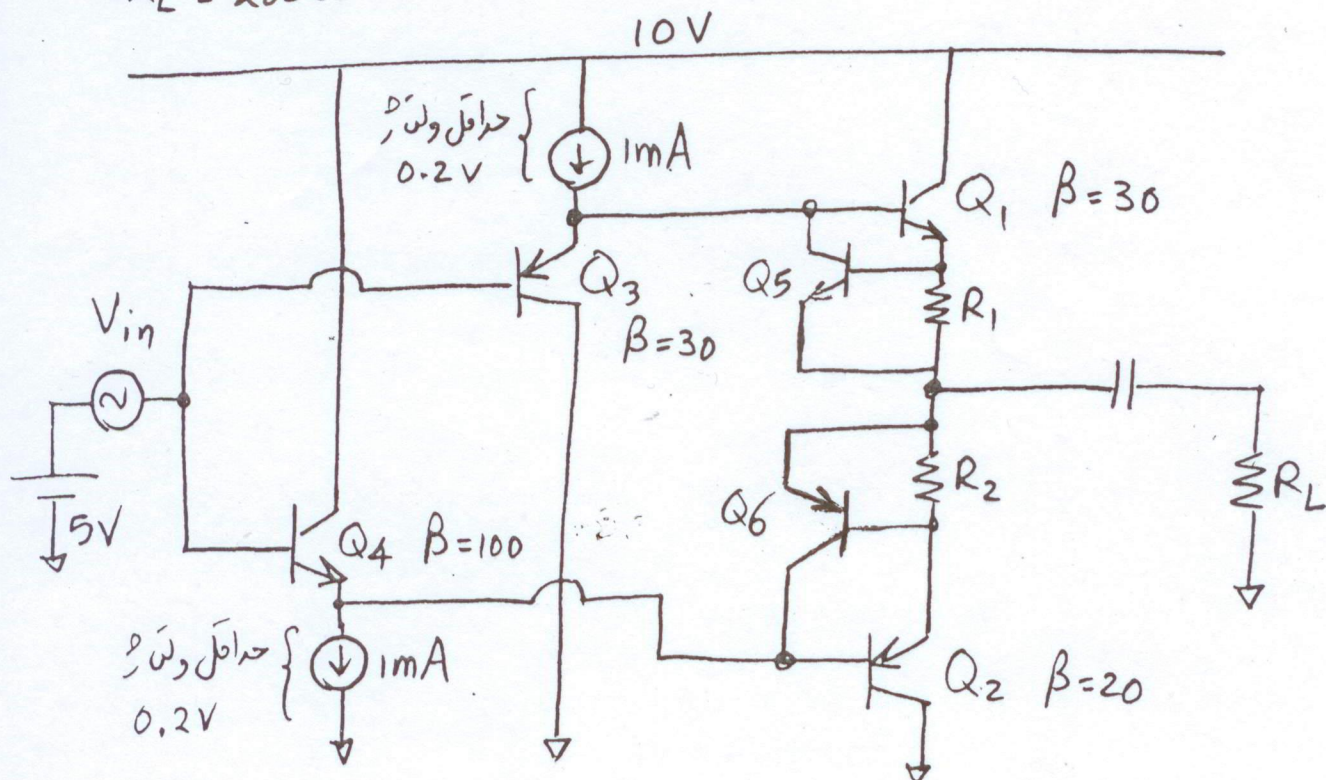 10V
حداقل ولتاژ
0.2V
1mA
Q1 β=30
Q5
Q3
R1
β=30
Vin
5V
Q4 β=100
R2
Q6
RL
حداقل ولتاژ
0.2V
1mA
Q2 β=20